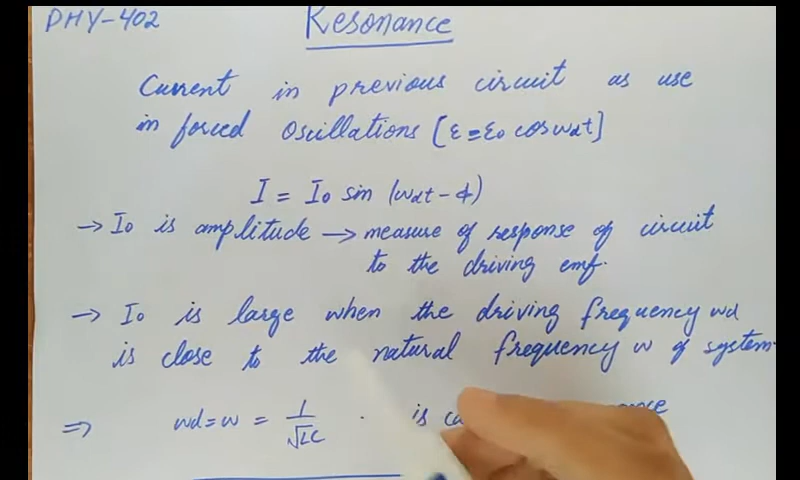 PHY-402
Resonance
Current in previous circuit as use
in forced oscillations [ε = ε₀ cos ωdt]
I = I₀ sin (ωdt - φ)
→ I₀ is amplitude → measure of response of circuit
to the driving emf.
→ I₀ is large when the driving frequency ωd
is close to the natural frequency ω of system.
⇒ ωd = ω = 1/√LC . is